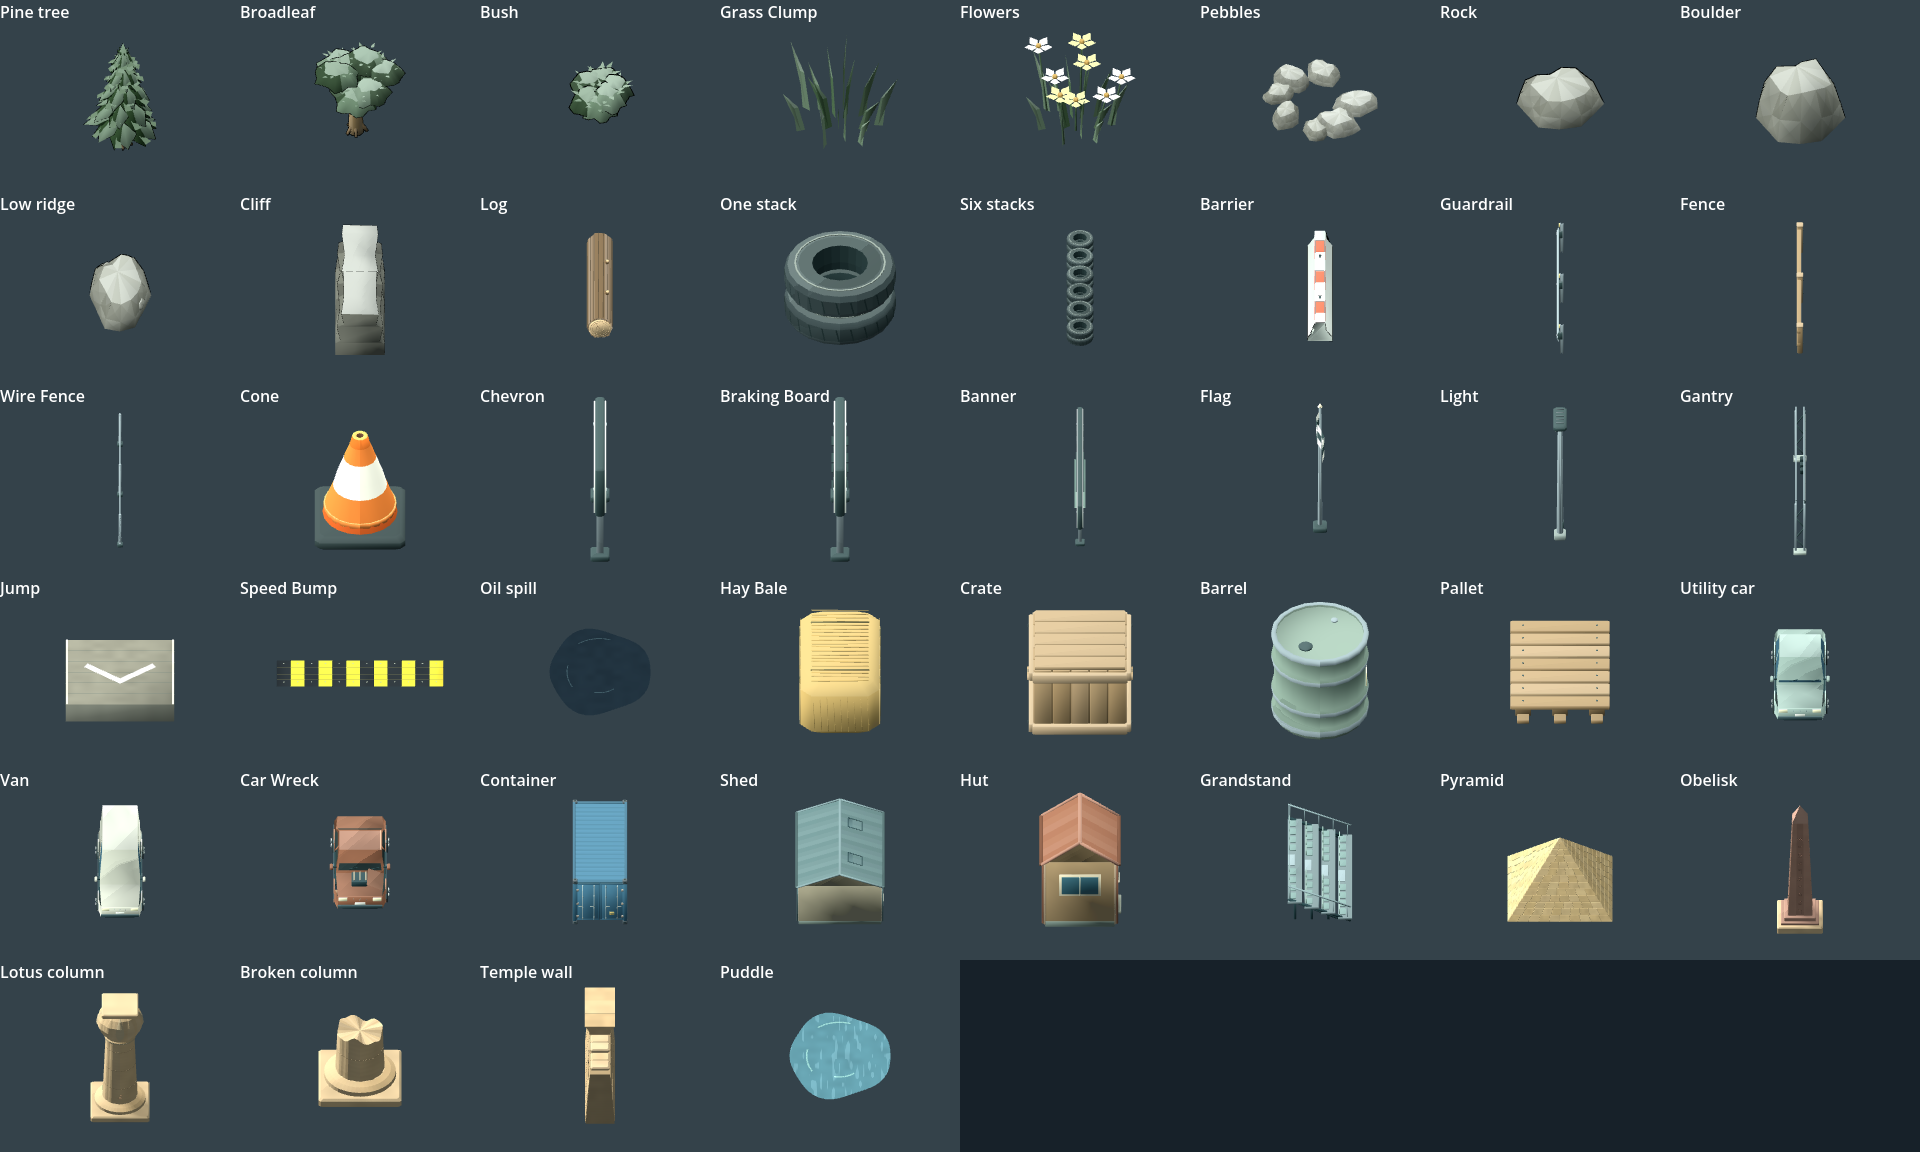 Pine tree
Broadleaf
Bush
Grass Clump
Flowers
Pebbles
Rock
Boulder
Low ridge
Cliff
Log
One stack
Six stacks
Barrier
Guardrail
Fence
Wire Fence
Cone
Chevron
Braking Board
Banner
Flag
Light
Gantry
Jump
Speed Bump
Oil spill
Hay Bale
Crate
Barrel
Pallet
Utility car
Van
Car Wreck
Container
Shed
Hut
Grandstand
Pyramid
Obelisk
Lotus column
Broken column
Temple wall
Puddle